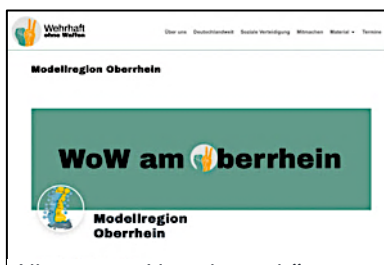 Wehrhaft
ohne Waffen
Über uns Deutschlandweit Soziale Verteidigung Mitmachen Material Termine
Modellregion Oberrhein
WoW am Oberrhein
Modellregion
Oberrhein